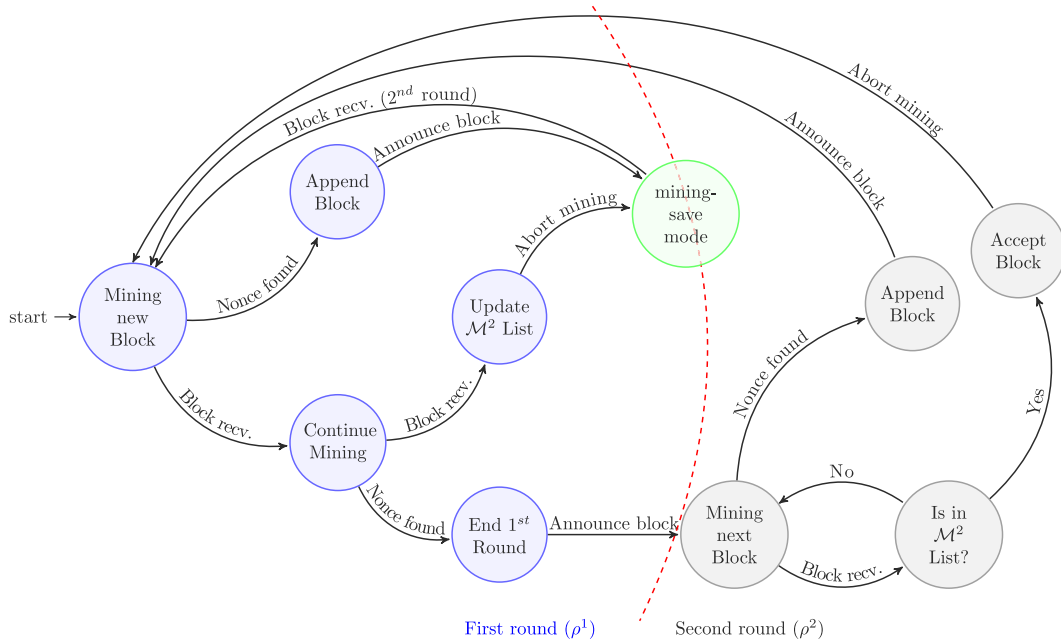 Abort mining
Block recv. (2nd round)
Announce block
Announce block
Append
Block
mining-
save
mode
Accept
Block
Nonce found
Abort mining
start
Mining
new
Block
Update
M² List
Append
Block
Block recv.
Block recv.
Nonce found
Yes
Continue
Mining
Nonce found
No
End 1st
Round
Announce block
Mining
next
Block
Is in
M²
List?
Block recv.
First round (ρ¹)
Second round (ρ²)